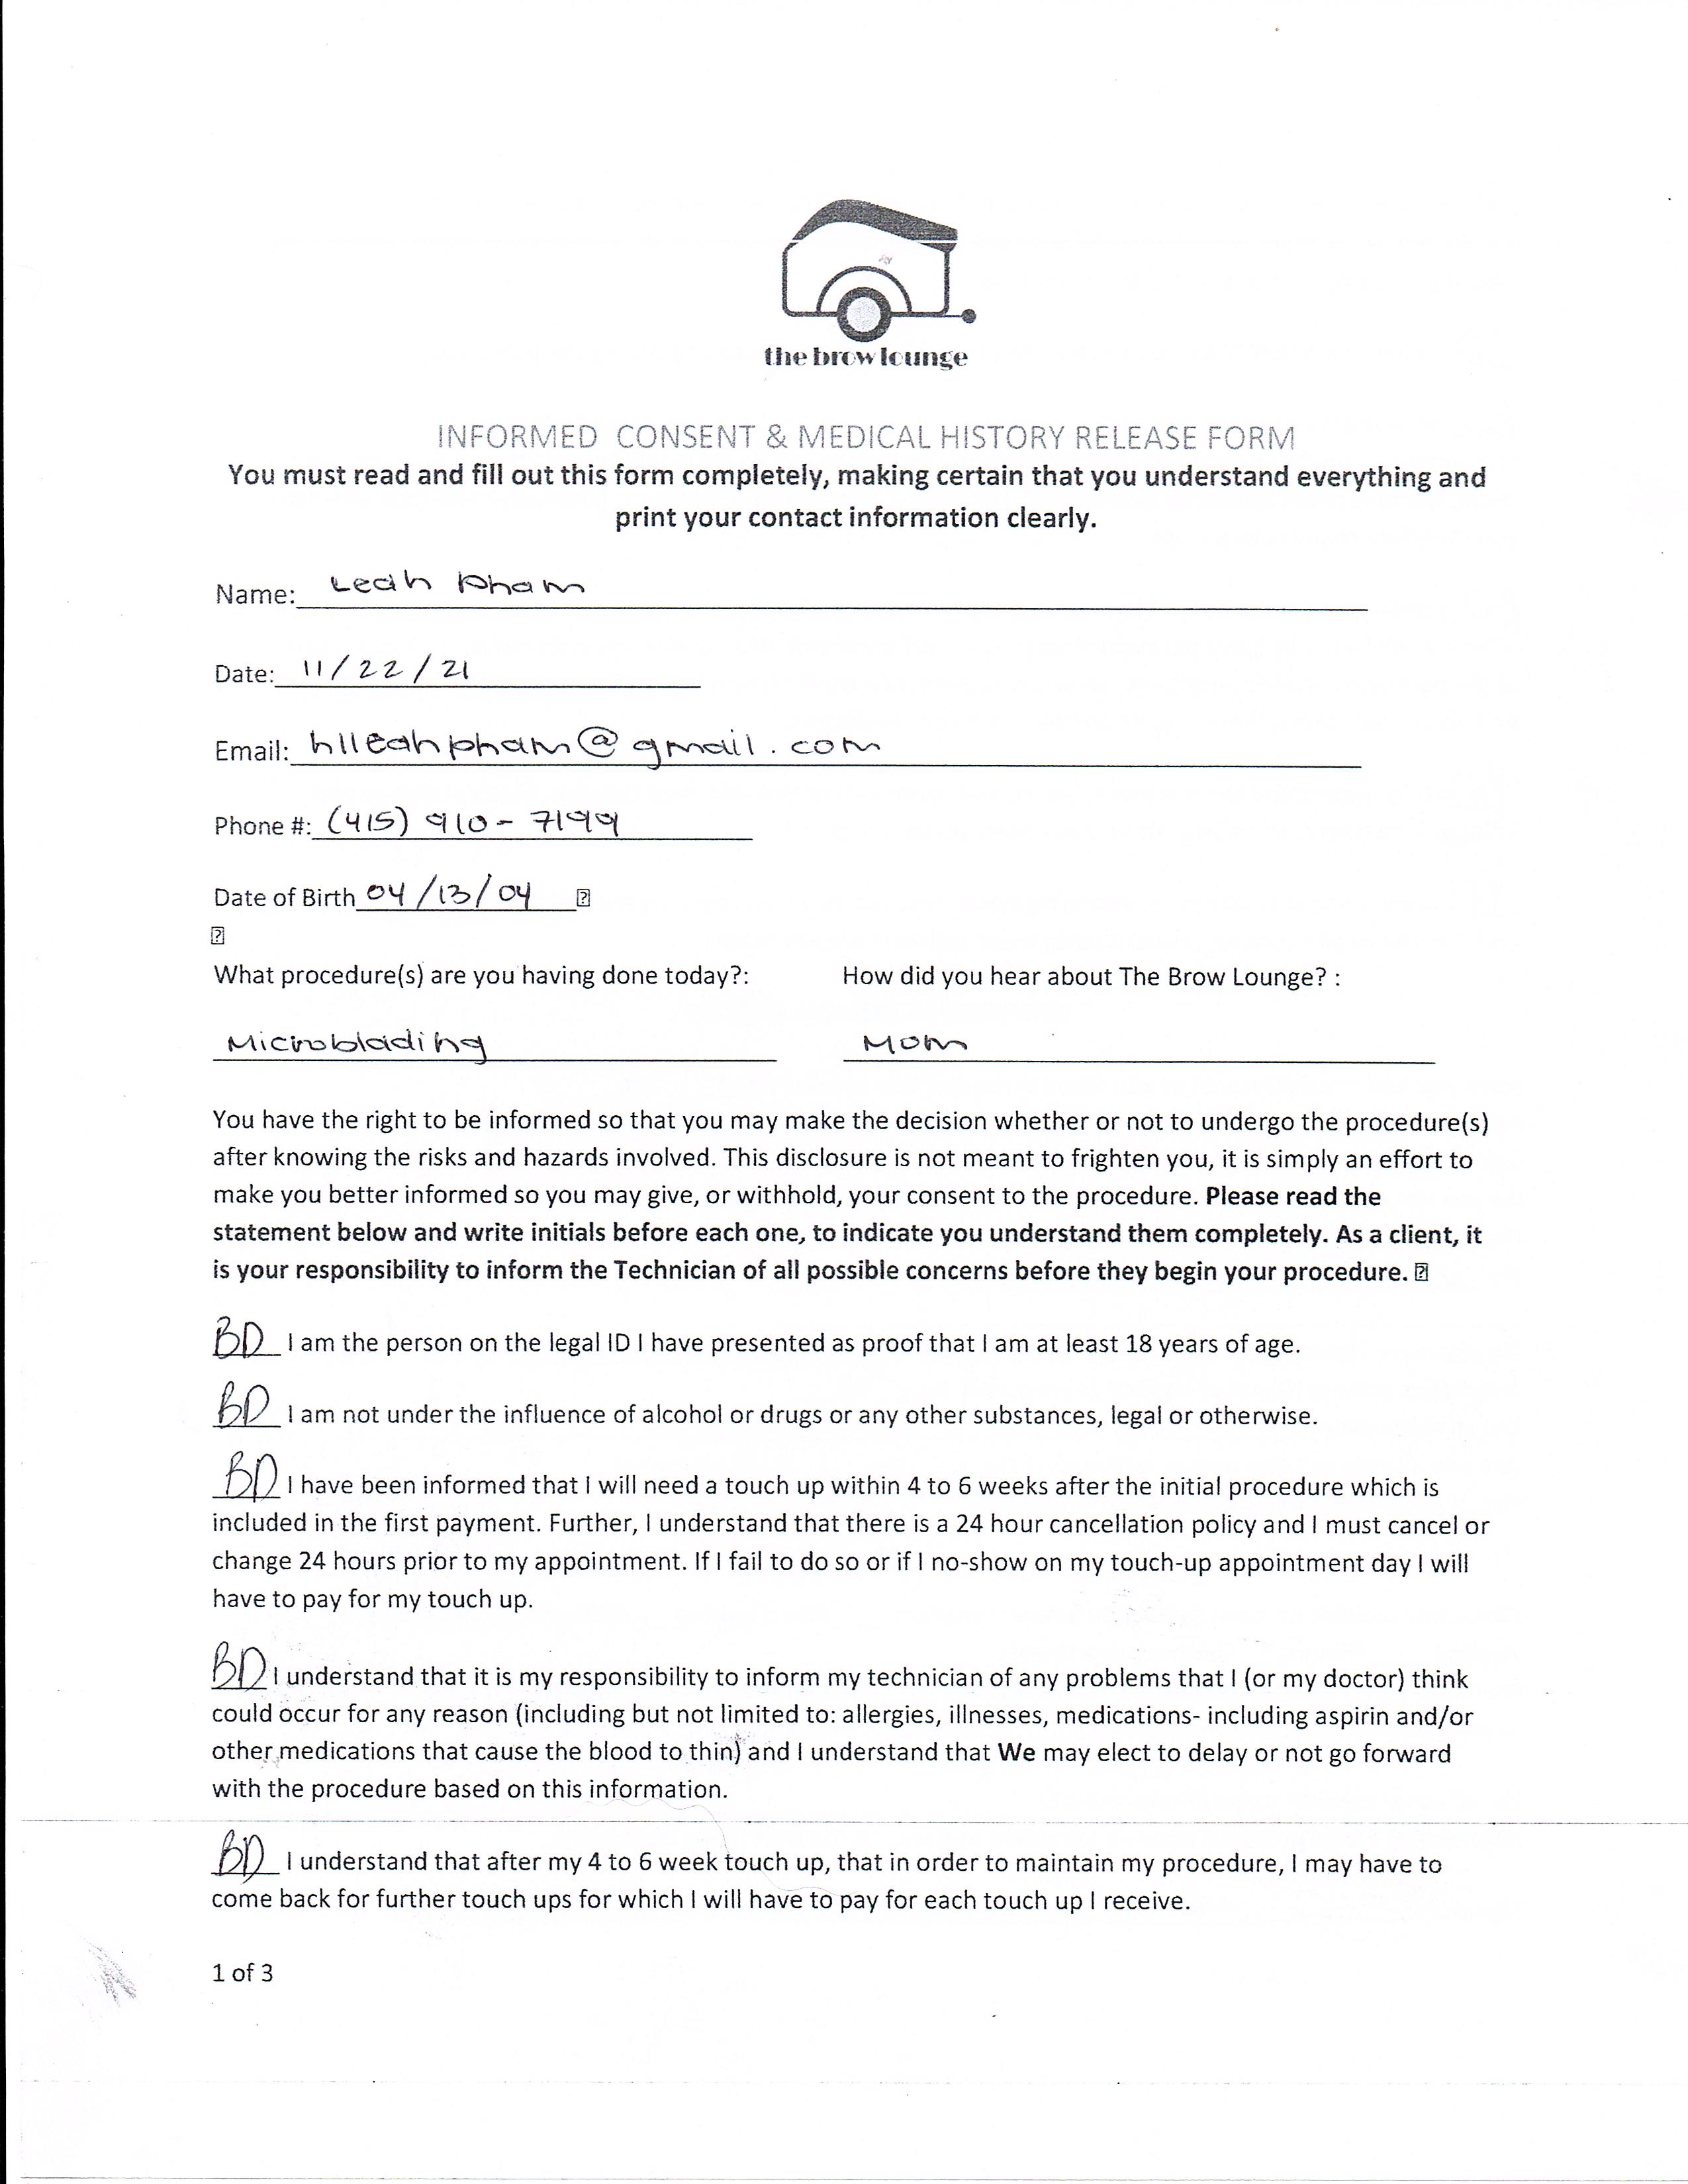 the brow lounge
INFORMED CONSENT & MEDICAL HISTORY RELEASE FORM
You must read and fill out this form completely, making certain that you understand everything and
print your contact information clearly.
Name: Leah Pham
Date: 11/22/21
Email: hlleahpham@gmail.com
Phone #: (415) 910-7199
Date of Birth 04/13/04
What procedure(s) are you having done today?: How did you hear about The Brow Lounge? :
Microblading Mom
You have the right to be informed so that you may make the decision whether or not to undergo the procedure(s)
after knowing the risks and hazards involved. This disclosure is not meant to frighten you, it is simply an effort to
make you better informed so you may give, or withhold, your consent to the procedure. Please read the
statement below and write initials before each one, to indicate you understand them completely. As a client, it
is your responsibility to inform the Technician of all possible concerns before they begin your procedure.
BD I am the person on the legal ID I have presented as proof that I am at least 18 years of age.
BD I am not under the influence of alcohol or drugs or any other substances, legal or otherwise.
BD I have been informed that I will need a touch up within 4 to 6 weeks after the initial procedure which is
included in the first payment. Further, I understand that there is a 24 hour cancellation policy and I must cancel or
change 24 hours prior to my appointment. If I fail to do so or if I no-show on my touch-up appointment day I will
have to pay for my touch up.
BD I understand that it is my responsibility to inform my technician of any problems that I (or my doctor) think
could occur for any reason (including but not limited to: allergies, illnesses, medications- including aspirin and/or
other medications that cause the blood to thin) and I understand that We may elect to delay or not go forward
with the procedure based on this information.
BD I understand that after my 4 to 6 week touch up, that in order to maintain my procedure, I may have to
come back for further touch ups for which I will have to pay for each touch up I receive.
1 of 3